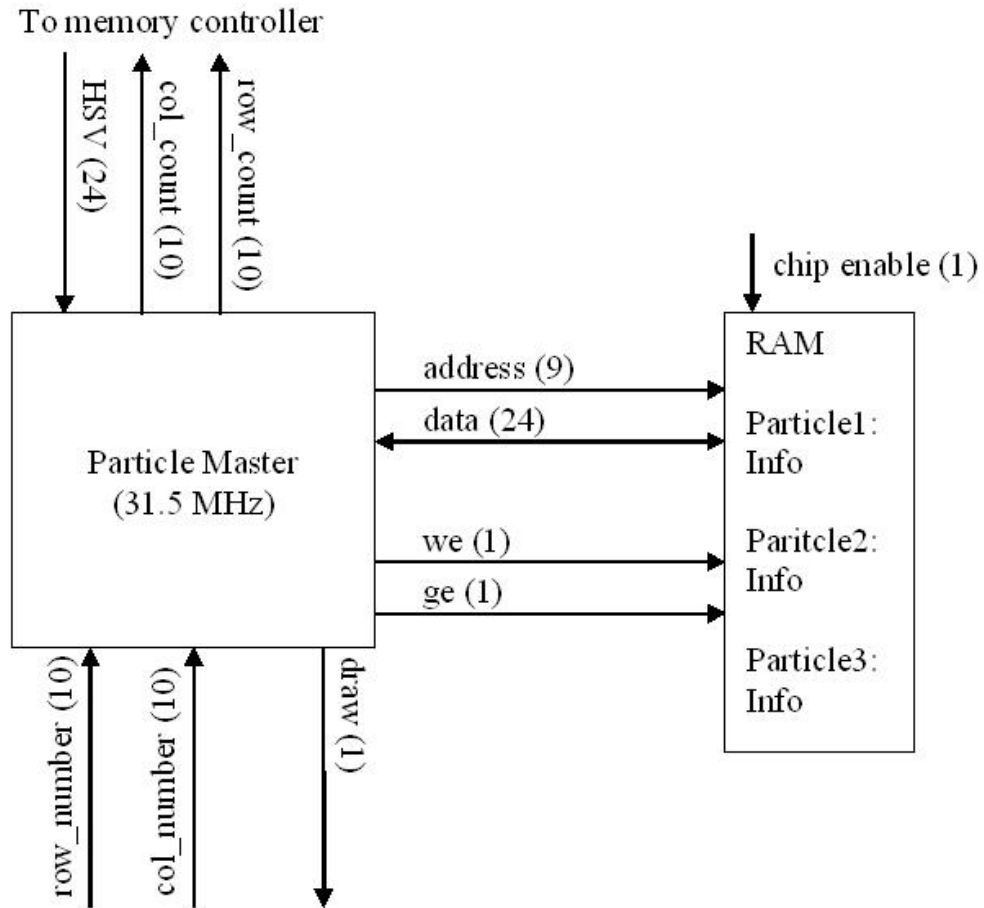 To memory controller
HSV (24)
col_count (10)
row_count (10)
chip enable (1)
Particle Master
(31.5 MHz)
address (9)
data (24)
we (1)
ge (1)
RAM
Particle1:
Info
Paritcle2:
Info
Particle3:
Info
row_number (10)
col_number (10)
draw (1)